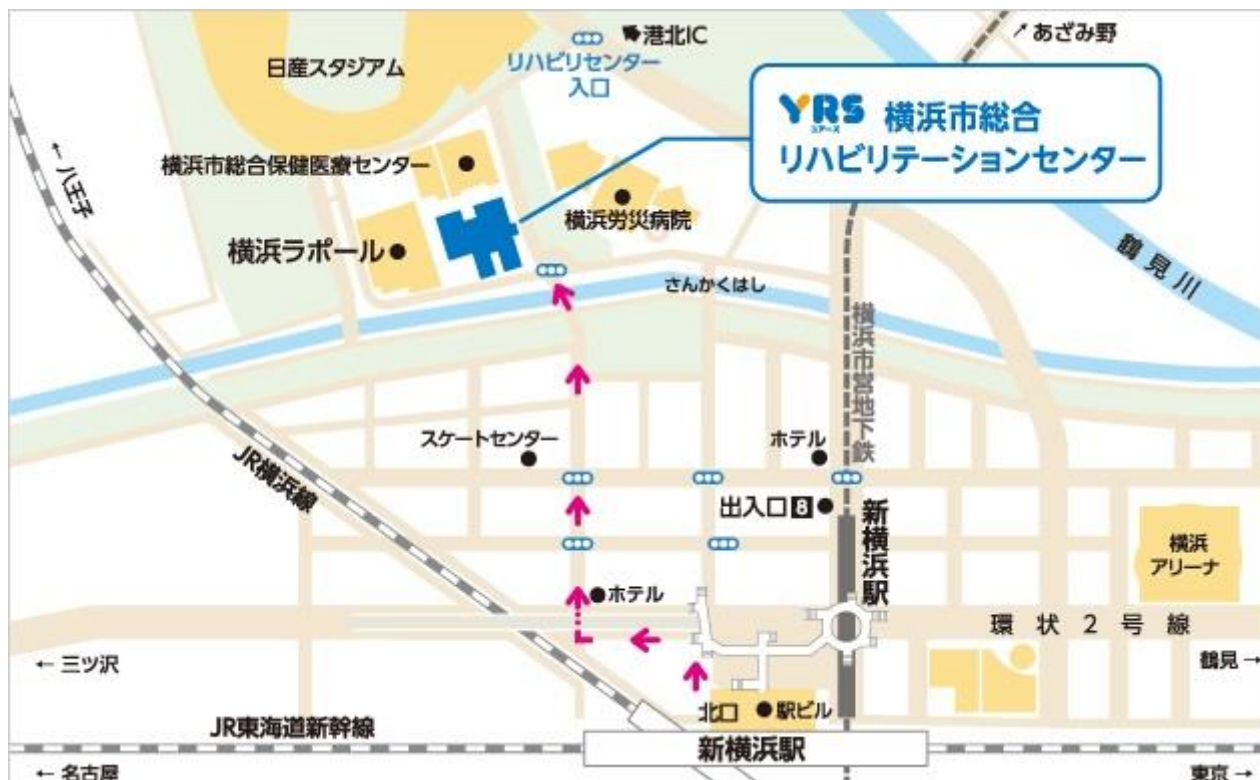 港北IC
あざみ野
日産スタジアム
リハビリセンター
入口
YRS 横浜市総合
ユアーズ
リハビリテーションセンター
横浜市総合保健医療センター
八王子
横浜労災病院
横浜ラポール
鶴見川
さんかくはし
横浜市営地下鉄
スケートセンター
ホテル
JR横浜線
出入口8
新横浜駅
横浜
アリーナ
ホテル
環状2号線
← 三ツ沢
鶴見 →
北口
駅ビル
JR東海道新幹線
新横浜駅
← 名古屋
東京 →